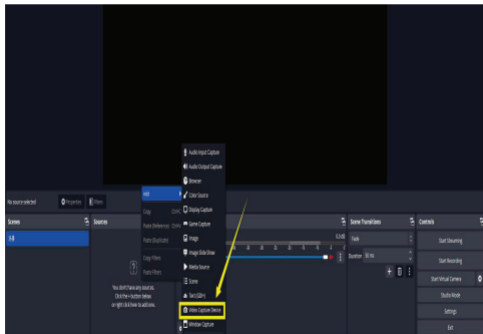 Audio Input Capture
Audio Output Capture
Browser
Color Source
Display Capture
Game Capture
Image
Image Slide Show
Media Source
Scene
Text (GDI+)
Video Capture Device
Window Capture
Add
Copy
Paste (Reference)
Paste (Duplicate)
Copy Filters
Paste Filters
No source selected
Properties
Filters
Scenes
Sources
You don't have any sources.
Click the + button below,
or right click here to add one.
Scene Transitions
Fade
Duration
Controls
Start Streaming
Start Recording
Start Virtual Camera
Studio Mode
Settings
Exit